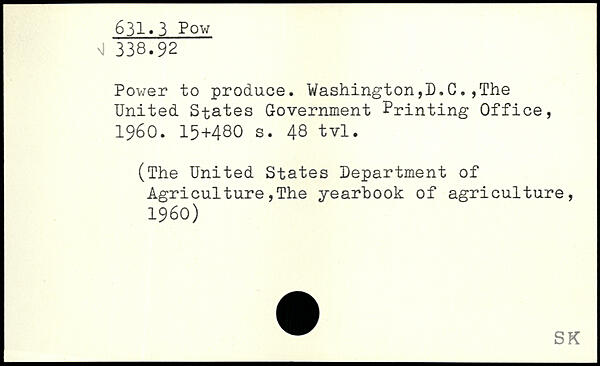 631.3 Pow
√ 338.92
Power to produce. Washington,D.C.,The
United States Government Printing Office,
1960. 15+480 s. 48 tvl.
(The United States Department of
Agriculture,The yearbook of agriculture,
1960)
SK